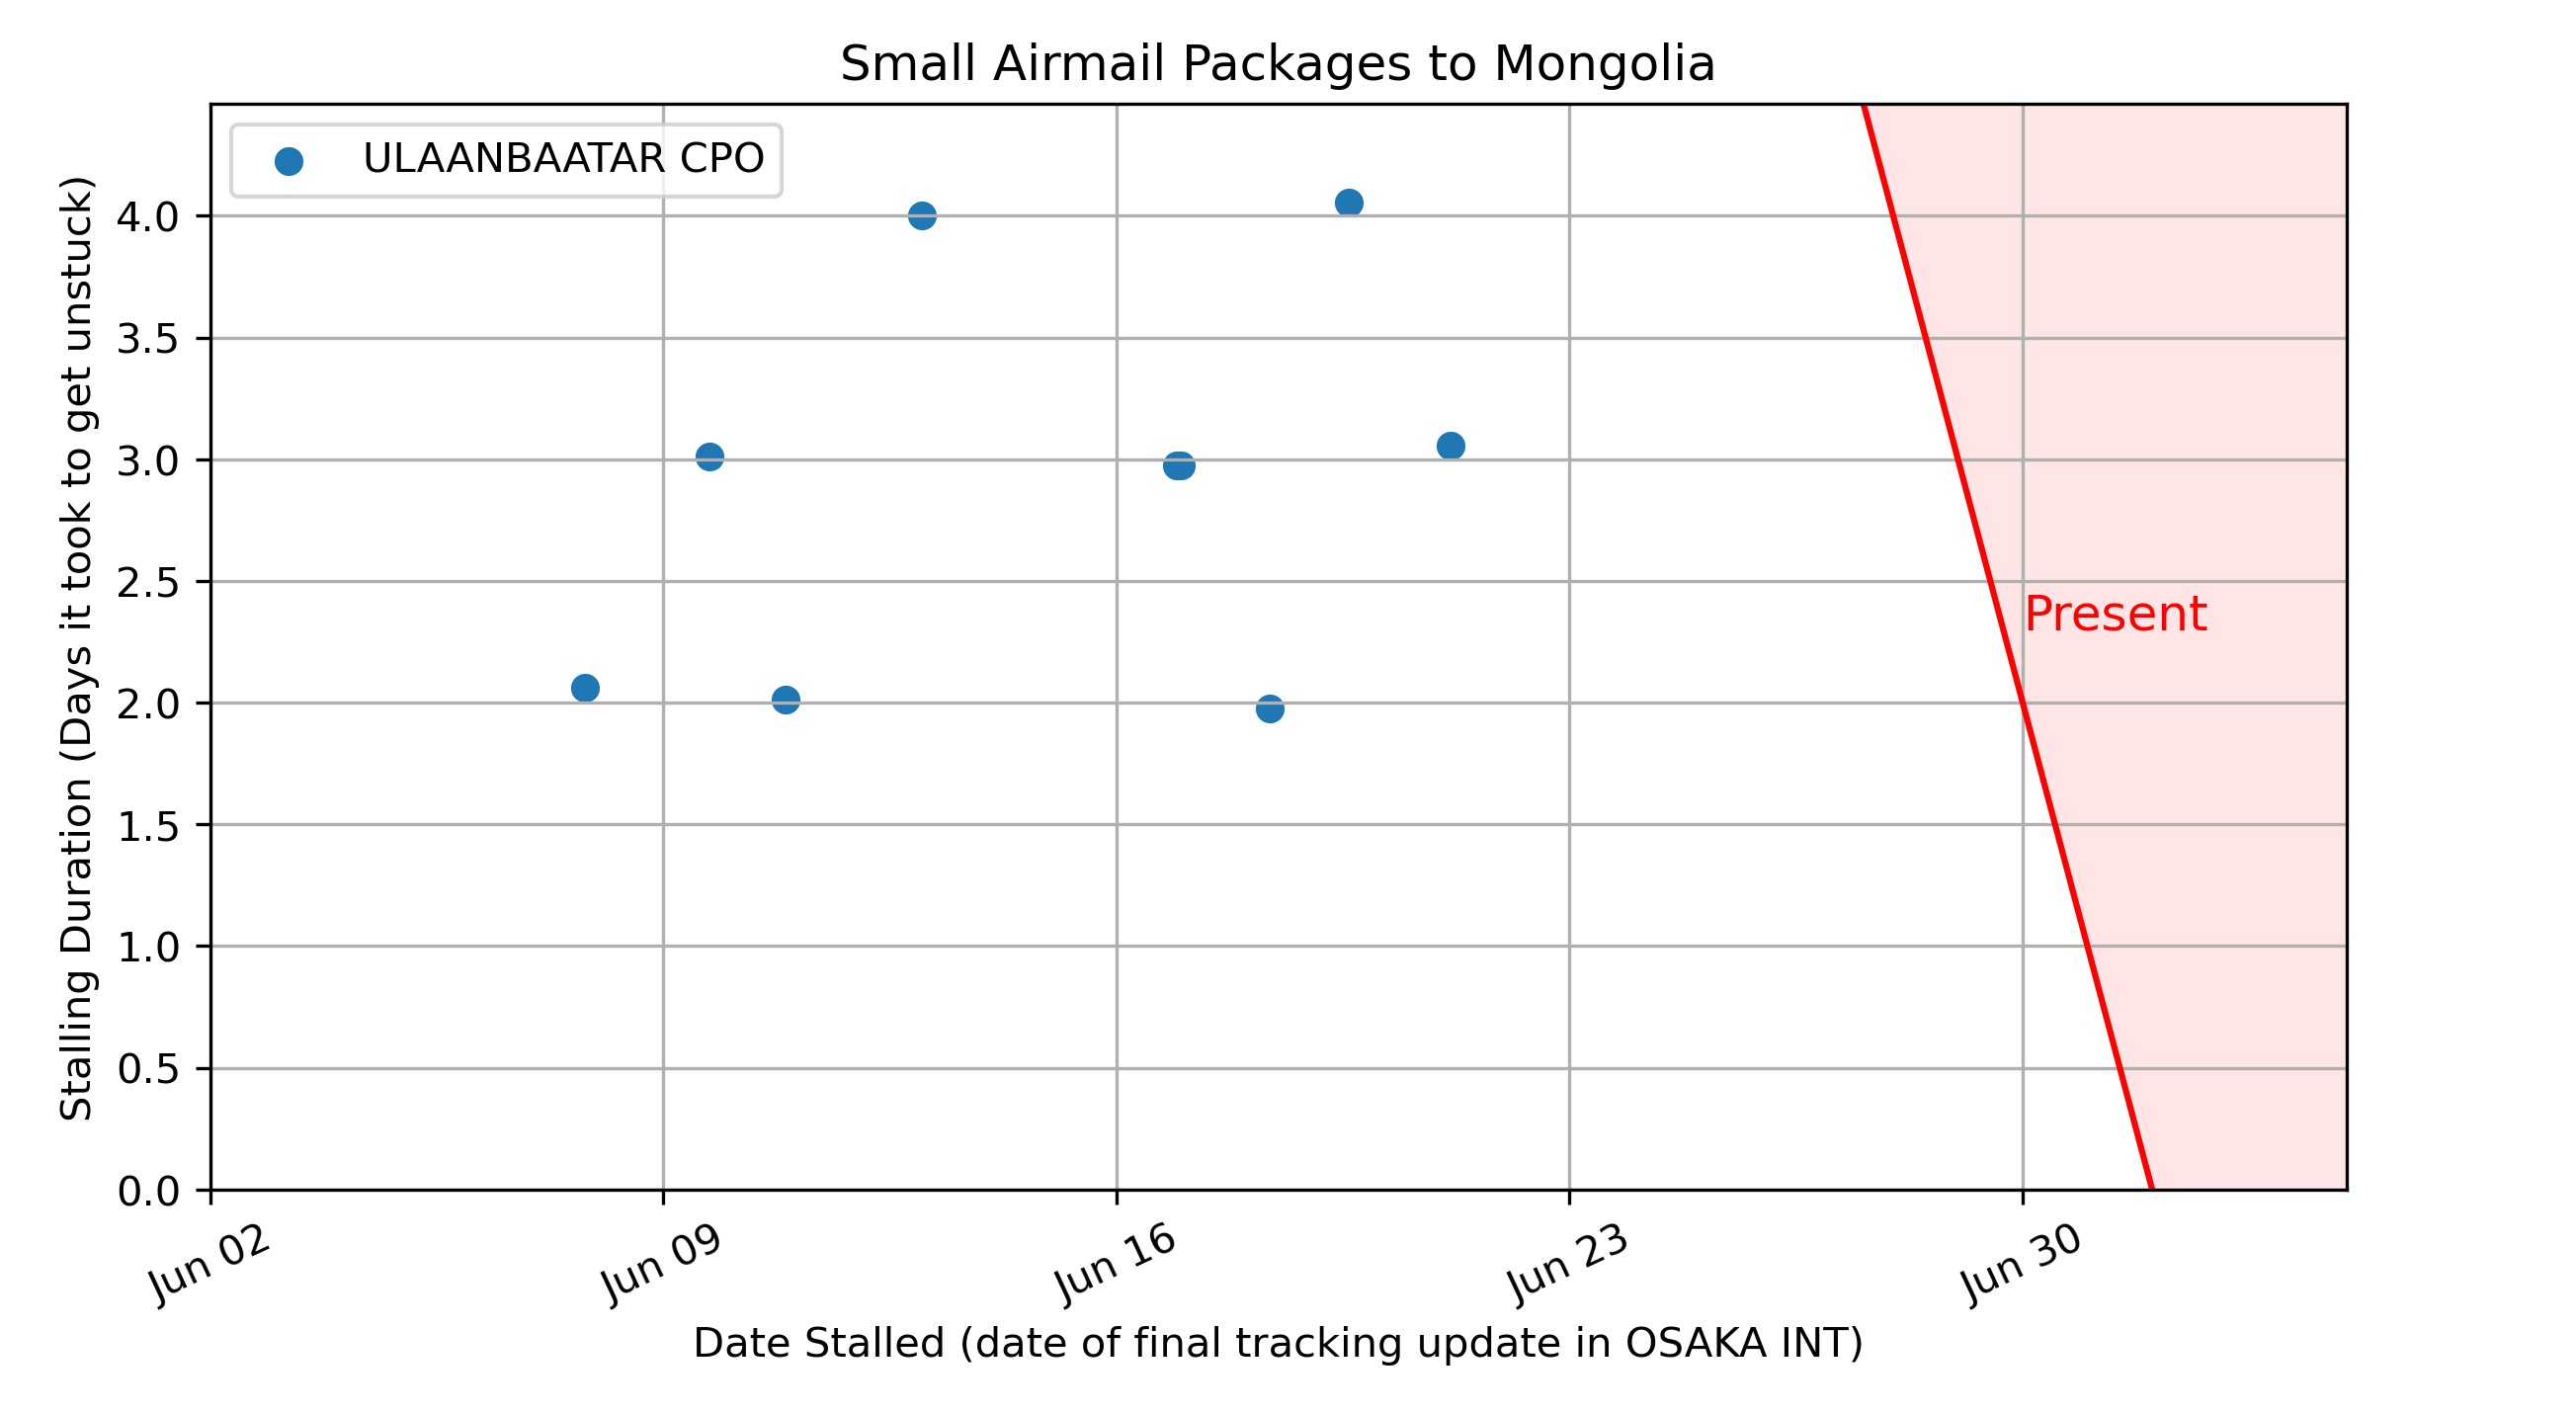 Small Airmail Packages to Mongolia
ULAANBAATAR CPO
Stalling Duration (Days it took to get unstuck)
4.0
3.5
3.0
2.5
2.0
1.5
1.0
0.5
0.0
Present
Jun 02
Jun 09
Jun 16
Jun 23
Jun 30
Date Stalled (date of final tracking update in OSAKA INT)